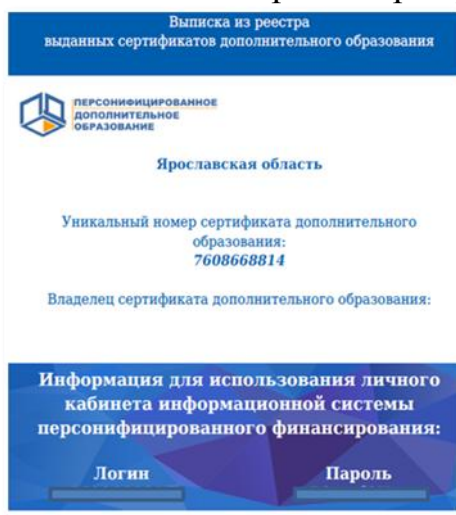 Выписка из реестра
выданных сертификатов дополнительного образования
ПЕРСОНИФИЦИРОВАННОЕ
ДОПОЛНИТЕЛЬНОЕ
ОБРАЗОВАНИЕ
Ярославская область
Уникальный номер сертификата дополнительного
образования:
7608668814
Владелец сертификата дополнительного образования:
Информация для использования личного
кабинета информационной системы
персонифицированного финансирования:
Логин Пароль